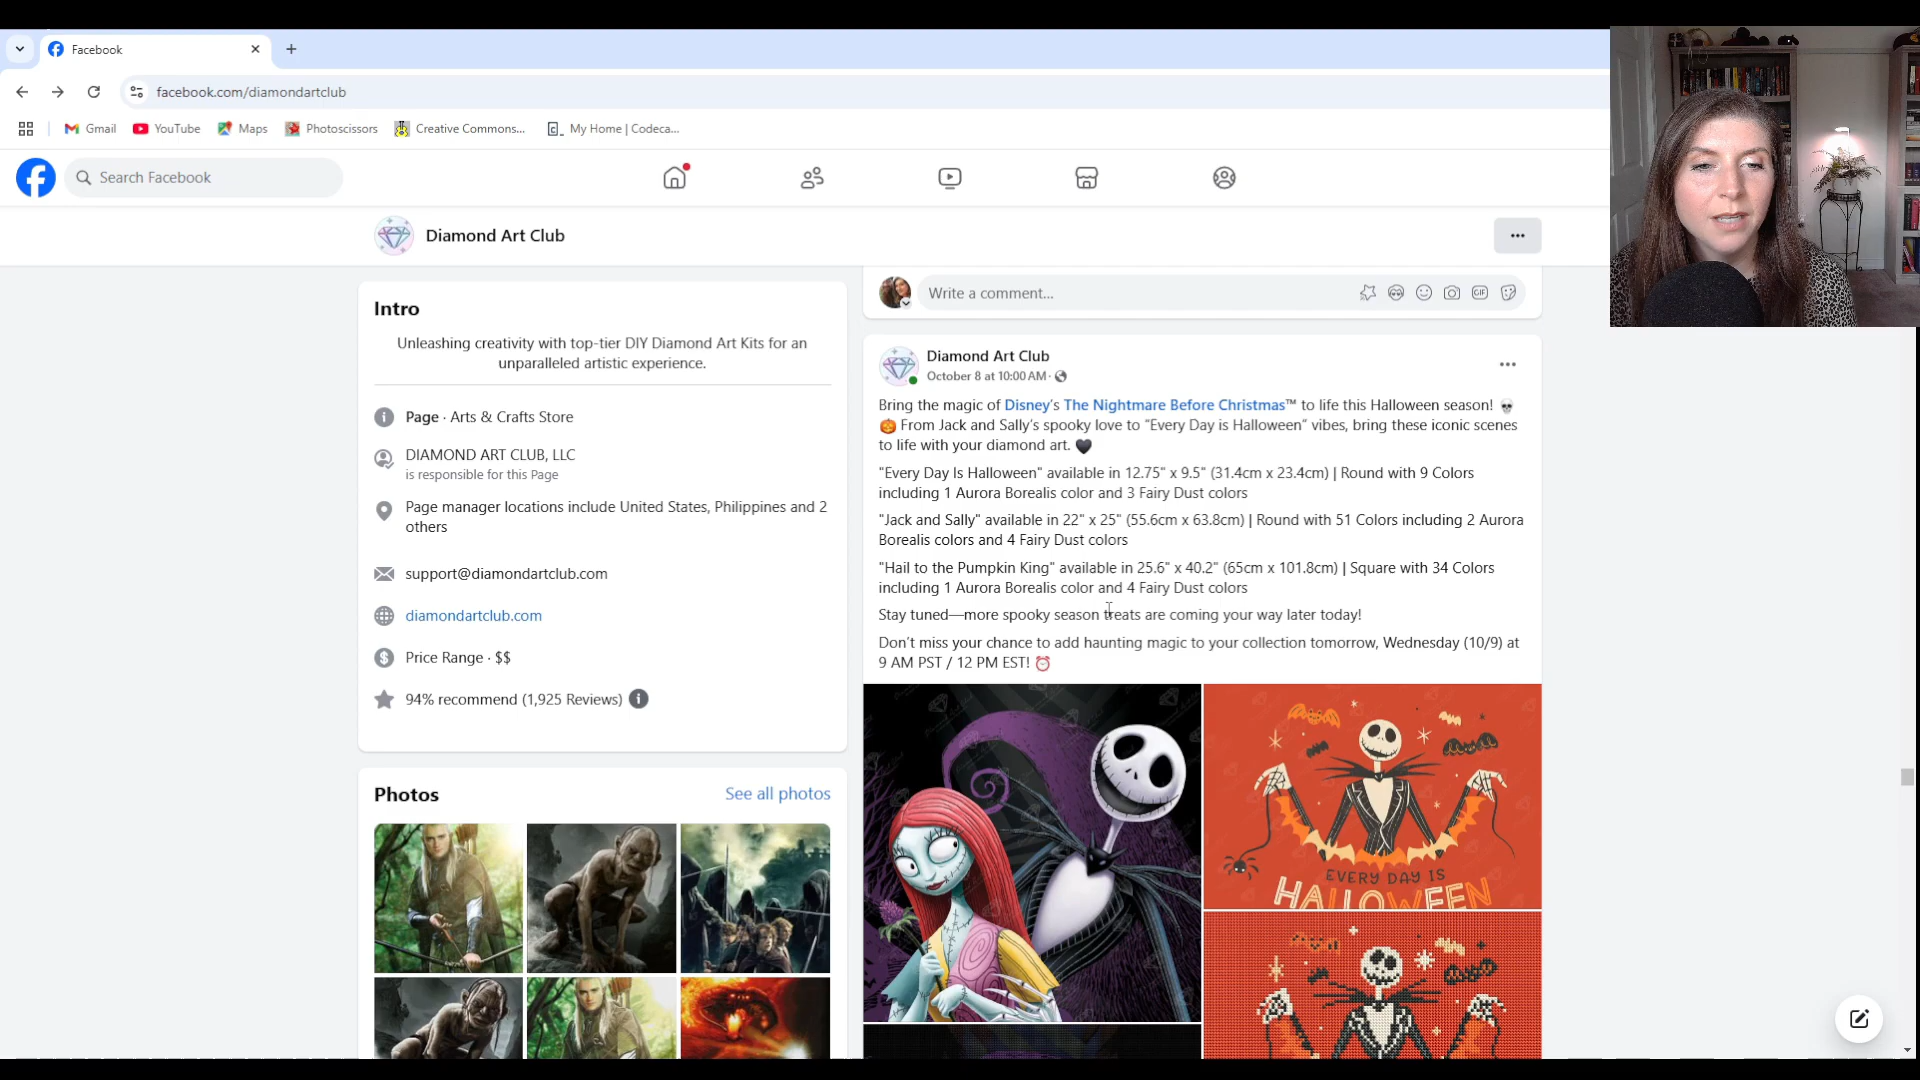 Facebook
facebook.com/diamondartclub
Gmail
YouTube
Maps
Photoscissors
Creative Commons...
My Home | Codeca...
Search Facebook
Diamond Art Club
Intro
Unleashing creativity with top-tier DIY Diamond Art Kits for an
unparalleled artistic experience.
Page · Arts & Crafts Store
DIAMOND ART CLUB, LLC
is responsible for this Page
Page manager locations include United States, Philippines and 2
others
support@diamondartclub.com
diamondartclub.com
Price Range · $$
94% recommend (1,925 Reviews)
Photos
See all photos
Write a comment...
GIF
Diamond Art Club
October 8 at 10:00 AM ·
Bring the magic of Disney's The Nightmare Before Christmas™ to life this Halloween season! 💀
🎃 From Jack and Sally's spooky love to "Every Day is Halloween" vibes, bring these iconic scenes
to life with your diamond art. 🖤
"Every Day Is Halloween" available in 12.75" x 9.5" (31.4cm x 23.4cm) | Round with 9 Colors
including 1 Aurora Borealis color and 3 Fairy Dust colors
"Jack and Sally" available in 22" x 25" (55.6cm x 63.8cm) | Round with 51 Colors including 2 Aurora
Borealis colors and 4 Fairy Dust colors
"Hail to the Pumpkin King" available in 25.6" x 40.2" (65cm x 101.8cm) | Square with 34 Colors
including 1 Aurora Borealis color and 4 Fairy Dust colors
Stay tuned—more spooky season treats are coming your way later today!
Don't miss your chance to add haunting magic to your collection tomorrow, Wednesday (10/9) at
9 AM PST / 12 PM EST! ⏰
EVERY DAY IS
HALLOWEEN